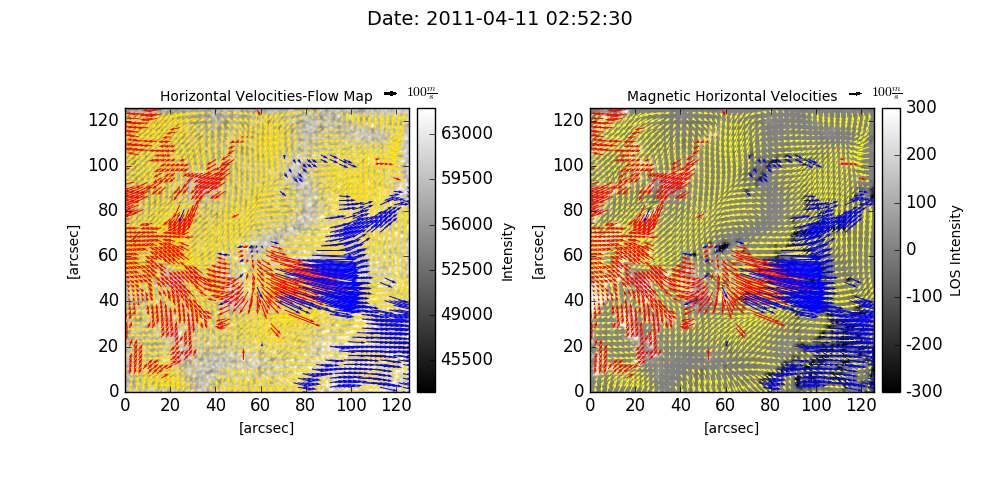 Date: 2011-04-11 02:52:30
Horizontal Velocities-Flow Map
100 m/s
Magnetic Horizontal Velocities
100 m/s
120
100
80
60
40
20
0
0 20 40 60 80 100 120
[arcsec]
[arcsec]
63000
59500
56000
52500
49000
45500
Intensity
120
100
80
60
40
20
0
0 20 40 60 80 100 120
[arcsec]
[arcsec]
300
200
100
0
-100
-200
-300
LOS Intensity